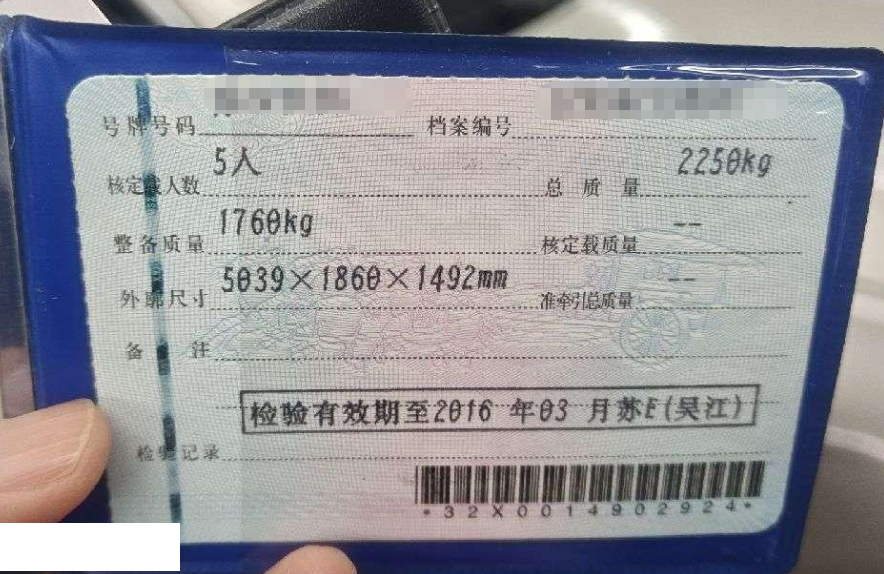 号牌号码 档案编号
核定载人数 5人 总质量 2250kg
整备质量 1760kg 核定载质量 --
外廓尺寸 5039×1860×1492mm 准牵引总质量 --
备注
检验有效期至2016年03月苏E(吴江)
检验记录
*32X0014902924*